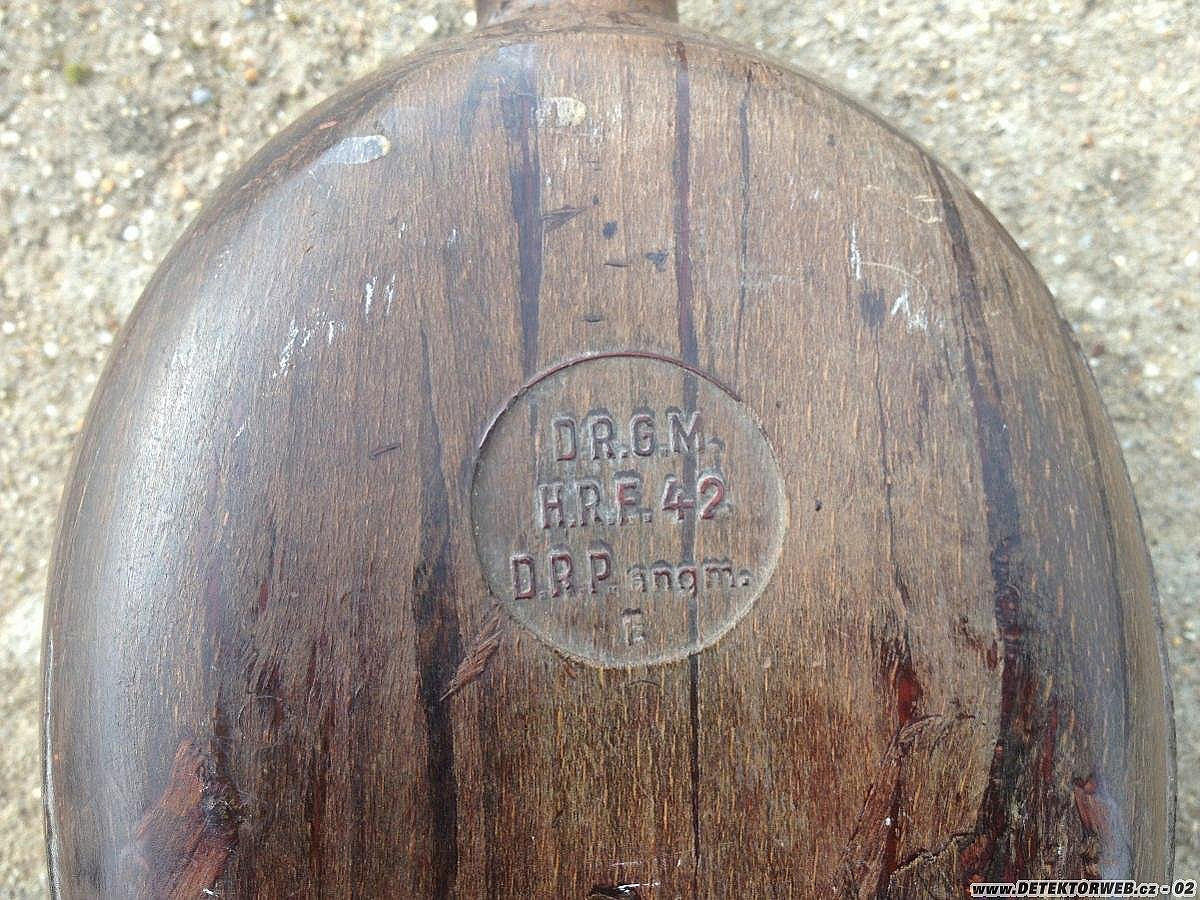 D.R.G.M.
H.R.F. 42
D.R.P. angm.
E
www.DETEKTORWEB.cz - 02